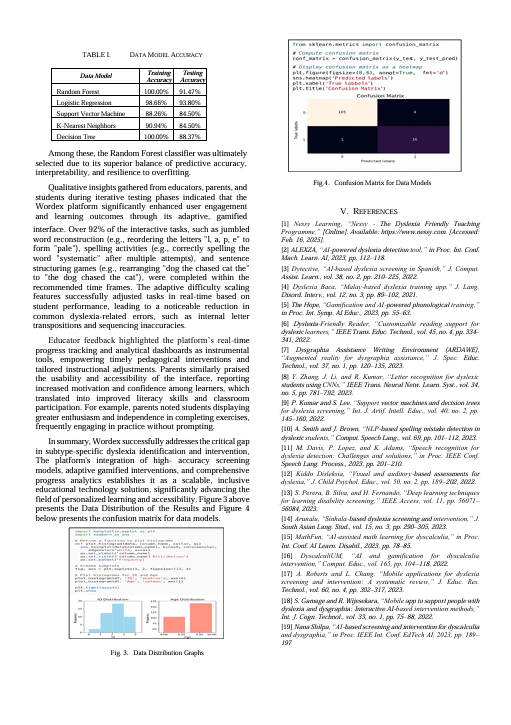 TABLE I. DATA MODEL ACCURACY
Data Model Training Accuracy Testing Accuracy
Random Forest 100.00% 91.47%
Logistic Regression 98.66% 93.80%
Support Vector Machine 88.26% 84.50%
K-Nearest Neighbors 90.94% 84.50%
Decision Tree 100.00% 88.37%
Among these, the Random Forest classifier was ultimately
selected due to its superior balance of predictive accuracy,
interpretability, and resilience to overfitting.
Qualitative insights gathered from educators, parents, and
students during iterative testing phases indicated that the
Wordex platform significantly enhanced user engagement
and learning outcomes through its adaptive, gamified
interface. Over 92% of the interactive tasks, such as jumbled
word reconstruction (e.g., reordering the letters "l, a, p, e" to
form "pale"), spelling activities (e.g., correctly spelling the
word "systematic" after multiple attempts), and sentence
structuring games (e.g., rearranging "dog the chased the cat"
to "the dog chased the cat"), were completed within the
recommended time frames. The adaptive difficulty scaling
features successfully adjusted tasks in real-time based on
student performance, leading to a noticeable reduction in
common dyslexia-related errors, such as internal letter
transpositions and sequencing inaccuracies.
Educator feedback highlighted the platform's real-time
progress tracking and analytical dashboards as instrumental
tools, empowering timely pedagogical interventions and
tailored instructional adjustments. Parents similarly praised
the usability and accessibility of the interface, reporting
increased motivation and confidence among learners, which
translated into improved literacy skills and classroom
participation. For example, parents noted students displaying
greater enthusiasm and independence in completing exercises,
frequently engaging in practice without prompting.
In summary, Wordex successfully addresses the critical gap
in subtype-specific dyslexia identification and intervention.
The platform's integration of high- accuracy screening
models, adaptive gamified interventions, and comprehensive
progress analytics establishes it as a scalable, inclusive
educational technology solution, significantly advancing the
field of personalized learning and accessibility. Figure 3 above
presents the Data Distribution of the Results and Figure 4
below presents the confusion matrix for data models.
IQ Distribution Age Distribution
Fig. 3. Data Distribution Graphs
from sklearn.metrics import confusion_matrix
# Compute confusion matrix
conf_matrix = confusion_matrix(y_test, y_test_pred)
# Display confusion matrix as a heatmap
plt.figure(figsize=(8,6), annot=True, fmt='d')
sns.heatmap('Predicted labels')
plt.xabel('True lubbels')
plt.title('Confusion Matrix')
Confusion Matrix
True labels
Predicted labels
Fig.4. Confusion Matrix for Data Models
V. REFERENCES
[1] Nessy Learning, "Nessy - The Dyslexia Friendly Teaching
Programme," [Online]. Available: https://www.nessy.com. [Accessed:
Feb. 16, 2025].
[2] ALEXZA, "AI-powered dyslexia detection tool," in Proc. Int. Conf.
Mach. Learn. AI, 2023, pp. 112–118.
[3] Dytective, "AI-based dyslexia screening in Spanish," J. Comput.
Assist. Learn., vol. 38, no. 2, pp. 210–225, 2022.
[4] Dyslexia Baca, "Malay-based dyslexia training app," J. Lang.
Discord. Interv., vol. 12, no. 3, pp. 89–102, 2021.
[5] The Hope, "Gamification and AI-powered phonological training,"
in Proc. Int. Symp. AI Educ., 2023, pp. 55–63.
[6] Dyslexia-Friendly Reader, "Customizable reading support for
dyslexic learners," IEEE Trans. Educ. Technol., vol. 45, no. 4, pp. 334–
341, 2022.
[7] Dysgraphia Assistive Writing Environment (ARDAWE),
"Augmented reality for dysgraphia assistance," J. Spec. Educ.
Technol., vol. 37, no. 1, pp. 120–135, 2023.
[8] Y. Zhang, J. Li, and R. Kumar, "Letter recognition for dyslexic
students using CNNs," IEEE Trans. Neural Netw. Learn. Syst., vol. 34,
no. 5, pp. 781–792, 2023.
[9] P. Kumar and S. Lee, "Support vector machines and decision trees
for dyslexia screening," Int. J. Artif. Intell. Educ., vol. 40, no. 2, pp.
145–160, 2022.
[10] A. Smith and J. Brown, "NLP-based spelling mistake detection in
dyslexic students," Comput. Speech Lang., vol. 69, pp. 101–112, 2023.
[11] M. Davis, P. Lopez, and K. Adams, "Speech recognition for
dyslexia detection: Challenges and solutions," in Proc. IEEE Conf.
Speech Lang. Process., 2023, pp. 201–210.
[12] Kiddo Disleksia, "Visual and auditory-based assessments for
dyslexia," J. Child Psychol. Educ., vol. 50, no. 2, pp. 189–202, 2022.
[13] S. Perera, B. Silva, and H. Fernando, "Deep learning techniques
for learning disability screening," IEEE Access, vol. 11, pp. 56071–
56084, 2023.
[14] Arunalu, "Sinhala-based dyslexia screening and intervention," J.
South Asian Lang. Stud., vol. 15, no. 3, pp. 290–305, 2023.
[15] MathFun, "AI-assisted math learning for dyscalculia," in Proc.
Int. Conf. AI Learn. Disabil., 2023, pp. 78–85.
[16] DyscalculiUM, "AI and gamification for dyscalculia
intervention," Comput. Educ., vol. 165, pp. 104–118, 2022.
[17] A. Roberts and L. Chang, "Mobile applications for dyslexia
screening and intervention: A systematic review," J. Educ. Res.
Technol., vol. 60, no. 4, pp. 302–317, 2023.
[18] S. Gamage and R. Wijesekara, "Mobile app to support people with
dyslexia and dysgraphia: Interactive AI-based intervention methods,"
Int. J. Cogn. Technol., vol. 33, no. 1, pp. 75–88, 2022.
[19] Nana Shilpa, "AI-based screening and intervention for dyscalculia
and dysgraphia," in Proc. IEEE Int. Conf. EdTech AI, 2023, pp. 189–
197